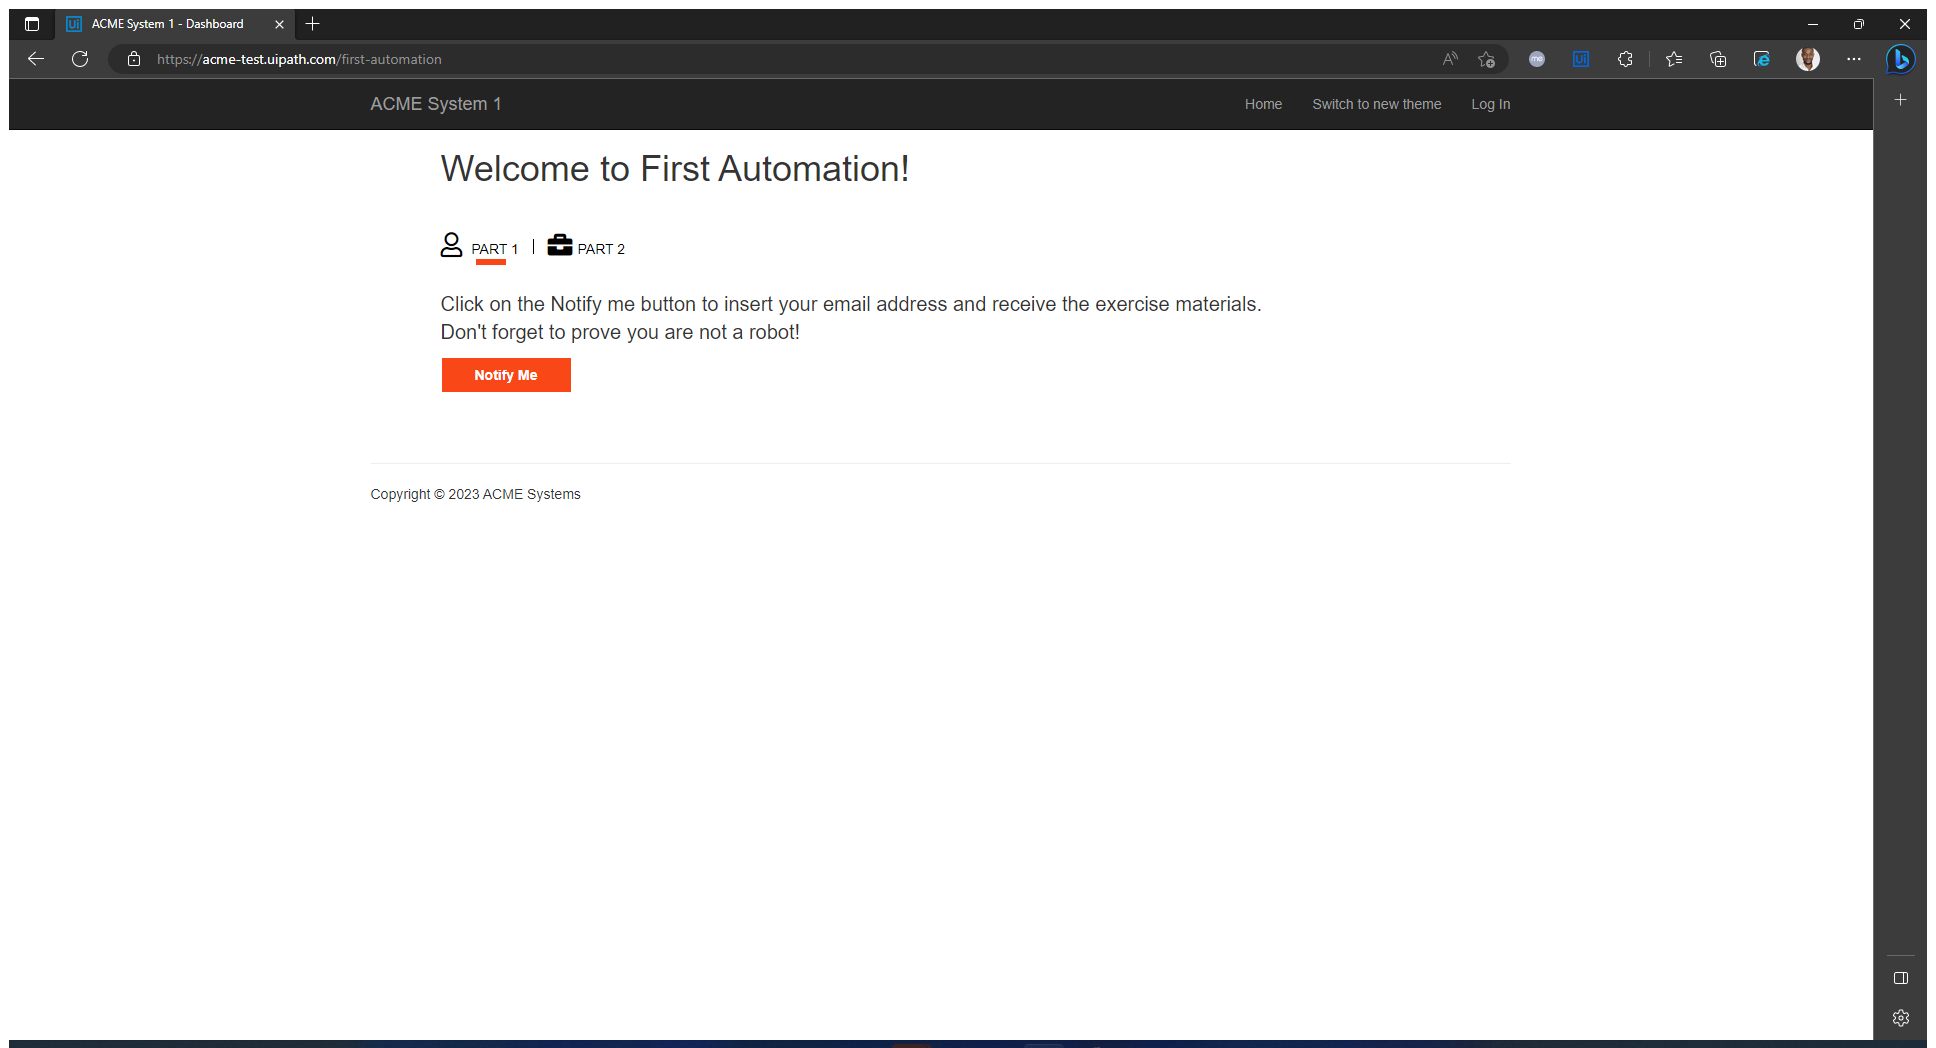 ACME System 1 - Dashboard
https://acme-test.uipath.com/first-automation
ACME System 1
Home Switch to new theme Log In
Welcome to First Automation!
PART 1 | PART 2
Click on the Notify me button to insert your email address and receive the exercise materials.
Don't forget to prove you are not a robot!
Notify Me
Copyright © 2023 ACME Systems